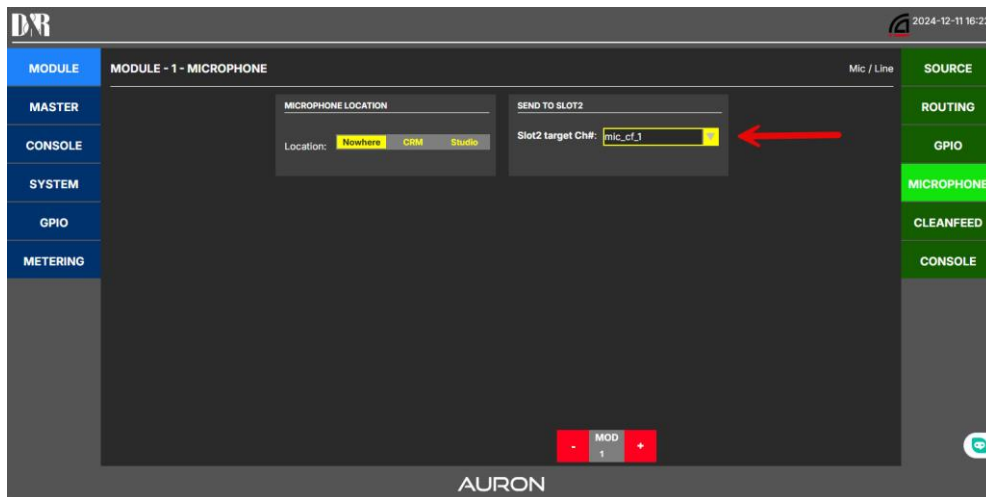 D&R
2024-12-11 16:22
MODULE
MASTER
CONSOLE
SYSTEM
GPIO
METERING
MODULE - 1 - MICROPHONE
Mic / Line
MICROPHONE LOCATION
Location: Nowhere CRM Studio
SEND TO SLOT2
Slot2 target Ch#: mic_cf_1
SOURCE
ROUTING
GPIO
MICROPHONE
CLEANFEED
CONSOLE
- MOD +
1
AURON